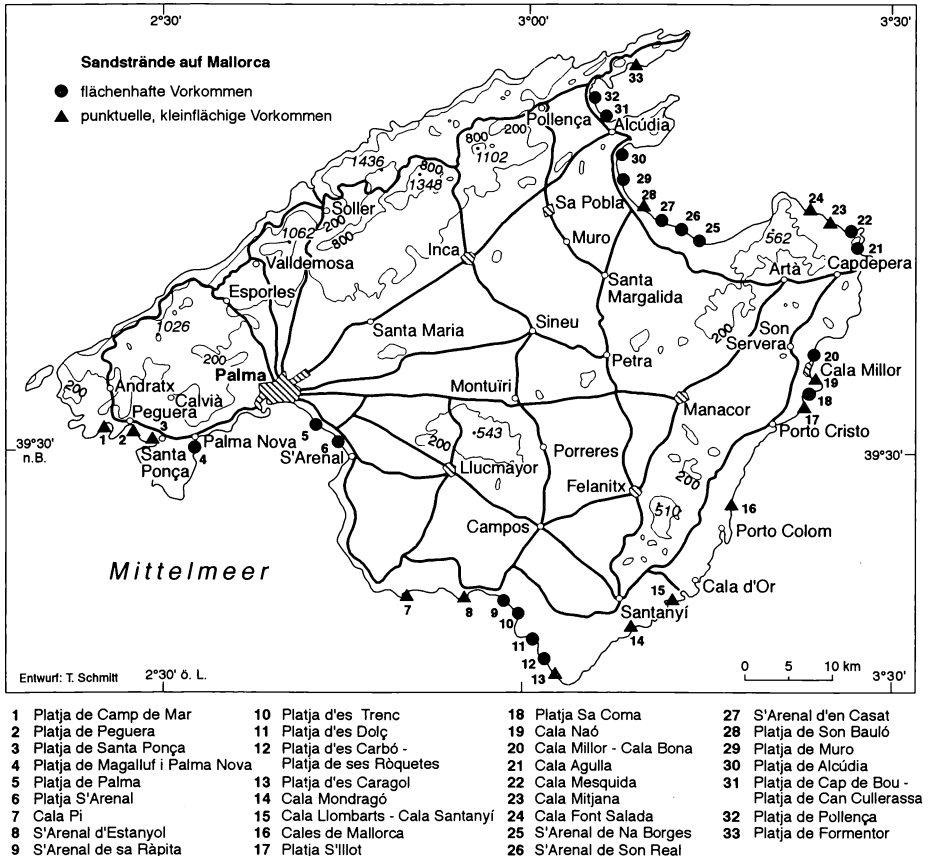 2°30' 3°00' 3°30'
Sandstrände auf Mallorca
flächenhafte Vorkommen
punktuelle, kleinflächige Vorkommen
33
32
31
Pollença
Alcúdia
800 200
1102
1436
800
1348
30
29
28
27
26
25
24
23
22
21
Sa Pobla
Sóller
200
800
1062
Muro
562
Capdepera
Inca
Valldemosa
Artà
Esporles
Santa
Margalida
1026
Santa Maria
Sineu
200
Son
Servera
200
Petra
20
Cala Millor
19
18
17
Palma
200
Andratx
Calvià
Montuïri
Manacor
Peguera
1
2
3
Palma Nova
5
6
S'Arenal
200
543
Porto Cristo
39°30'
n.B.
39°30'
Santa
Ponça
4
Porreres
Llucmayor
200
Felanitx
510
16
Campos
Porto Colom
Mittelmeer
Cala d'Or
15
7
8
9
10
Santanyí
14
11
12
13
0 5 10 km
Entwurf: T. Schmitt
2°30' ö. L.
3°00'
3°30'
1 Platja de Camp de Mar
2 Platja de Peguera
3 Platja de Santa Ponça
4 Platja de Magalluf i Palma Nova
5 Platja de Palma
6 Platja S'Arenal
7 Cala Pi
8 S'Arenal d'Estanyol
9 S'Arenal de sa Ràpita
10 Platja d'es Trenc
11 Platja d'es Dolç
12 Platja d'es Carbó -
Platja de ses Ròquetes
13 Platja d'es Caragol
14 Cala Mondragó
15 Cala Llombarts - Cala Santanyí
16 Cales de Mallorca
17 Platja S'Illot
18 Platja Sa Coma
19 Cala Naó
20 Cala Millor - Cala Bona
21 Cala Agulla
22 Cala Mesquida
23 Cala Mitjana
24 Cala Font Salada
25 S'Arenal de Na Borges
26 S'Arenal de Son Real
27 S'Arenal d'en Casat
28 Platja de Son Bauló
29 Platja de Muro
30 Platja de Alcúdia
31 Platja de Cap de Bou -
Platja de Can Cullerassa
32 Platja de Pollença
33 Platja de Formentor